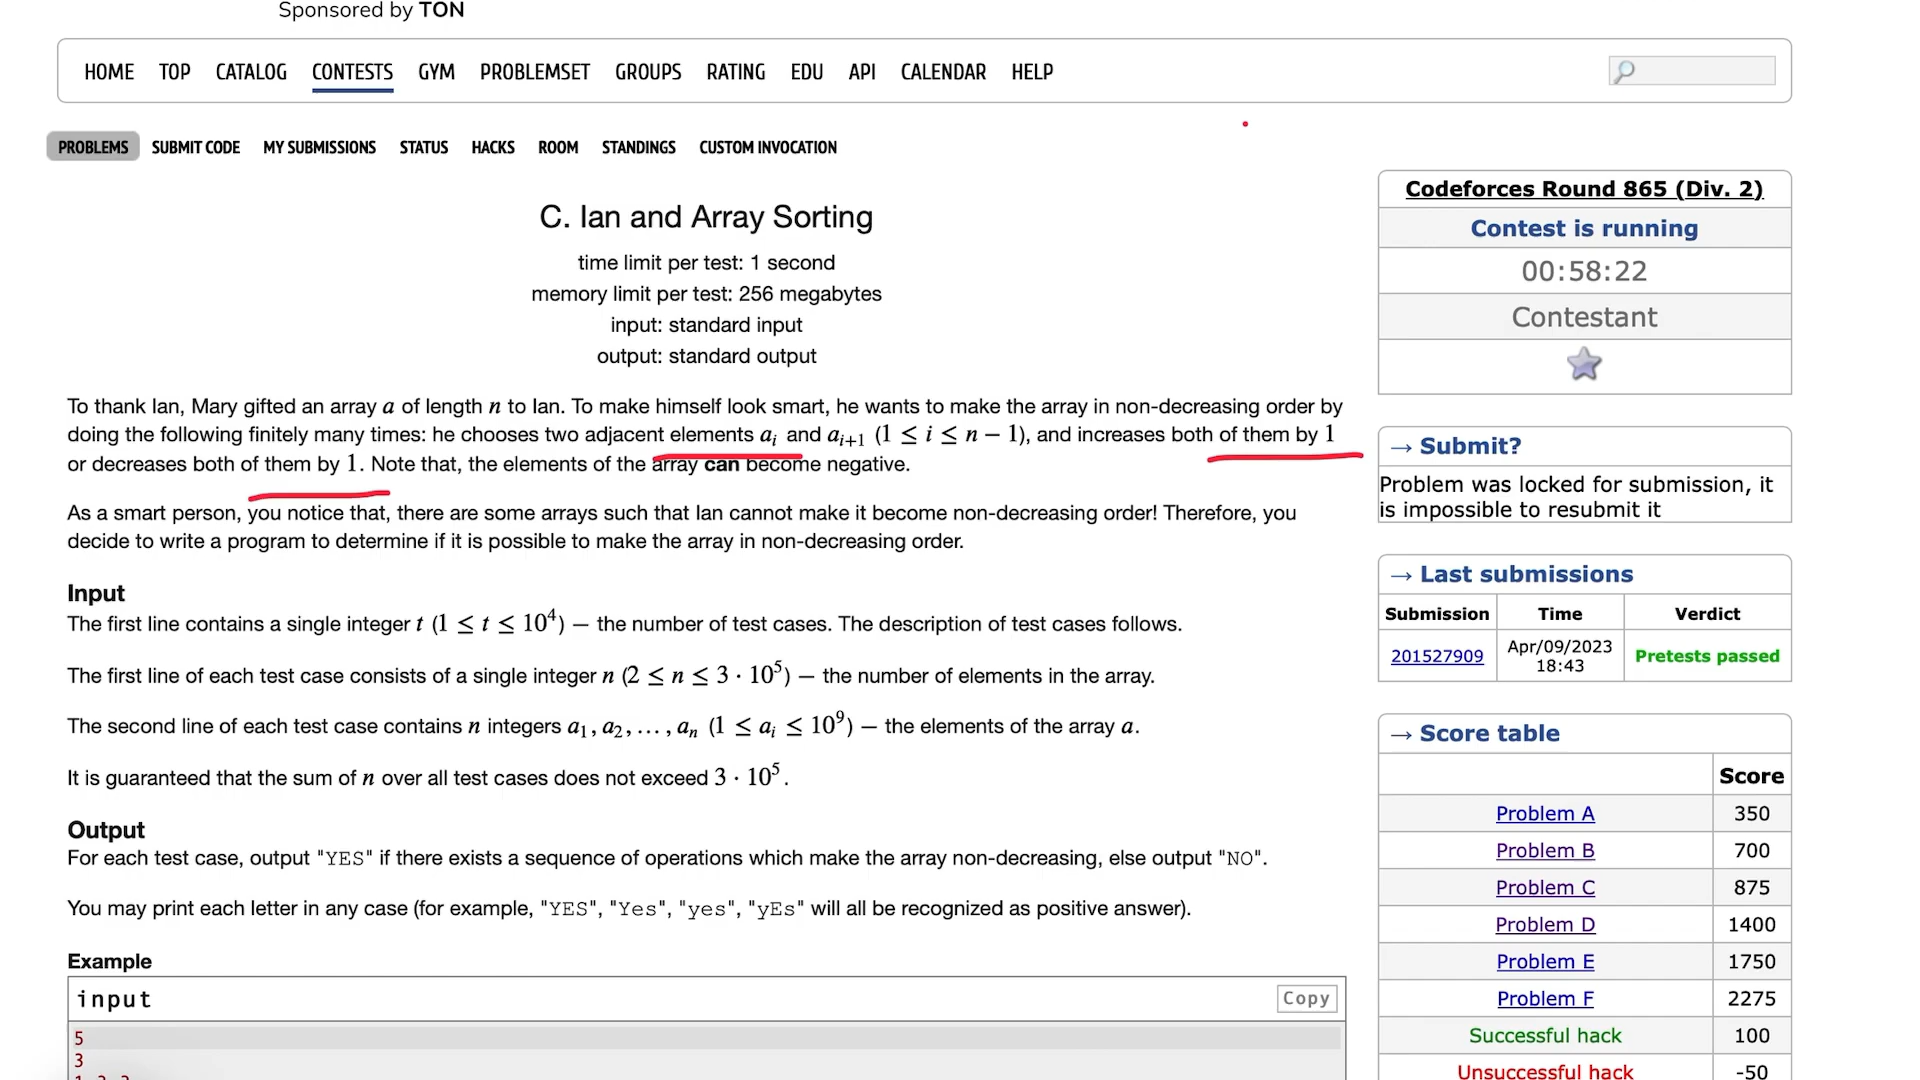 Sponsored by TON
HOME TOP CATALOG CONTESTS GYM PROBLEMSET GROUPS RATING EDU API CALENDAR HELP
PROBLEMS SUBMIT CODE MY SUBMISSIONS STATUS HACKS ROOM STANDINGS CUSTOM INVOCATION
C. Ian and Array Sorting
time limit per test: 1 second
memory limit per test: 256 megabytes
input: standard input
output: standard output
To thank Ian, Mary gifted an array a of length n to Ian. To make himself look smart, he wants to make the array in non-decreasing order by
doing the following finitely many times: he chooses two adjacent elements aᵢ and aᵢ₊₁ (1 ≤ i ≤ n − 1), and increases both of them by 1
or decreases both of them by 1. Note that, the elements of the array can become negative.
As a smart person, you notice that, there are some arrays such that Ian cannot make it become non-decreasing order! Therefore, you
decide to write a program to determine if it is possible to make the array in non-decreasing order.
Input
The first line contains a single integer t (1 ≤ t ≤ 10⁴) — the number of test cases. The description of test cases follows.
The first line of each test case consists of a single integer n (2 ≤ n ≤ 3 · 10⁵) — the number of elements in the array.
The second line of each test case contains n integers a₁, a₂, … , aₙ (1 ≤ aᵢ ≤ 10⁹) — the elements of the array a.
It is guaranteed that the sum of n over all test cases does not exceed 3 · 10⁵.
Output
For each test case, output "YES" if there exists a sequence of operations which make the array non-decreasing, else output "NO".
You may print each letter in any case (for example, "YES", "Yes", "yes", "yEs" will all be recognized as positive answer).
Example
input Copy
5
3
Codeforces Round 865 (Div. 2)
Contest is running
00:58:22
Contestant
→ Submit?
Problem was locked for submission, it
is impossible to resubmit it
→ Last submissions
Submission Time Verdict
201527909 Apr/09/2023 18:43 Pretests passed
→ Score table
Score
Problem A 350
Problem B 700
Problem C 875
Problem D 1400
Problem E 1750
Problem F 2275
Successful hack 100
Unsuccessful hack -50